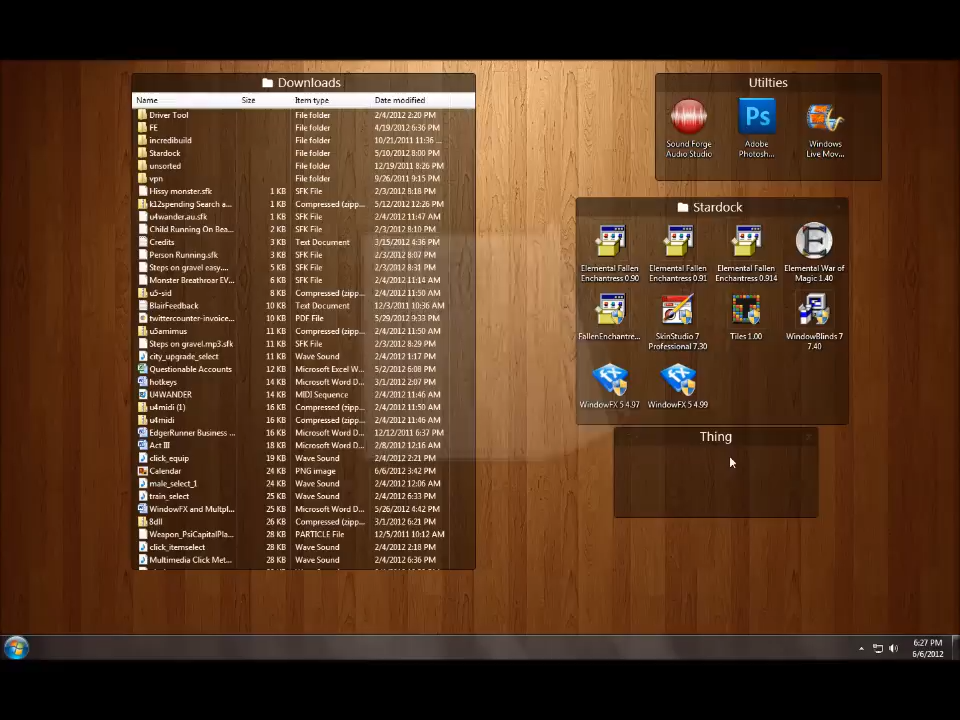 Downloads
Name Size Item type Date modified
Driver Tool File folder 2/4/2012 2:20 PM
FE File folder 4/19/2012 6:36 PM
incredibuild File folder 10/21/2011 11:36 ...
Stardock File folder 5/10/2012 8:00 PM
unsorted File folder 12/19/2011 8:26 PM
vpn File folder 9/26/2011 9:15 PM
Hissy monster.sfk 1 KB SFK File 2/3/2012 8:18 PM
k12spending Search a... 1 KB Compressed (zipp... 5/12/2012 12:26 PM
u4wander.au.sfk 1 KB SFK File 2/4/2012 11:47 AM
Child Running On Bea... 2 KB SFK File 2/3/2012 8:10 PM
Credits 3 KB Text Document 3/15/2012 4:36 PM
Person Running.sfk 3 KB SFK File 2/3/2012 8:07 PM
Steps on gravel easy.... 5 KB SFK File 2/3/2012 8:31 PM
Monster Breathroar EV... 6 KB SFK File 2/4/2012 11:14 AM
u5-sid 8 KB Compressed (zipp... 2/4/2012 11:50 AM
BlairFeedback 10 KB Text Document 12/3/2011 10:36 AM
twittercounter-invoice... 10 KB PDF File 5/29/2012 9:33 PM
u5amimus 11 KB Compressed (zipp... 2/4/2012 11:50 AM
Steps on gravel.mp3.sfk 11 KB SFK File 2/3/2012 8:29 PM
city_upgrade_select 11 KB Wave Sound 2/4/2012 1:17 PM
Questionable Accounts 12 KB Microsoft Excel W... 5/2/2012 6:08 PM
hotkeys 14 KB Microsoft Word D... 3/1/2012 2:07 PM
U4WANDER 14 KB MIDI Sequence 2/4/2012 11:46 AM
u4midi (1) 16 KB Compressed (zipp... 2/4/2012 11:50 AM
u4midi 16 KB Compressed (zipp... 2/4/2012 11:46 AM
EdgerRunner Business ... 16 KB Microsoft Word D... 12/12/2011 6:37 PM
Act III 18 KB Microsoft Word D... 2/8/2012 12:16 AM
click_equip 19 KB Wave Sound 2/4/2012 2:21 PM
Calendar 24 KB PNG image 6/6/2012 3:42 PM
male_select_1 24 KB Wave Sound 2/4/2012 12:06 AM
train_select 25 KB Wave Sound 2/4/2012 6:33 PM
WindowFX and Multpl... 25 KB Microsoft Word D... 5/26/2012 4:42 PM
8dll 26 KB Compressed (zipp... 3/1/2012 6:21 PM
Weapon_PsiCapitalPla... 28 KB PARTICLE File 12/5/2011 10:12 AM
click_itemselect 28 KB Wave Sound 2/4/2012 2:18 PM
Multimedia Click Met... 28 KB Wave Sound 2/4/2012 6:36 PM
Utilties
Sound Forge Audio Studio
Adobe Photosh...
Windows Live Mov...
Ps
Stardock
Elemental Fallen Enchantress 0.90
Elemental Fallen Enchantress 0.91
Elemental Fallen Enchantress 0.914
Elemental War of Magic 1.40
FallenEnchantre...
SkinStudio 7 Professional 7.30
Tiles 1.00
WindowBlinds 7 7.40
WindowFX 5 4.97
WindowFX 5 4.99
Thing
6:27 PM
6/6/2012